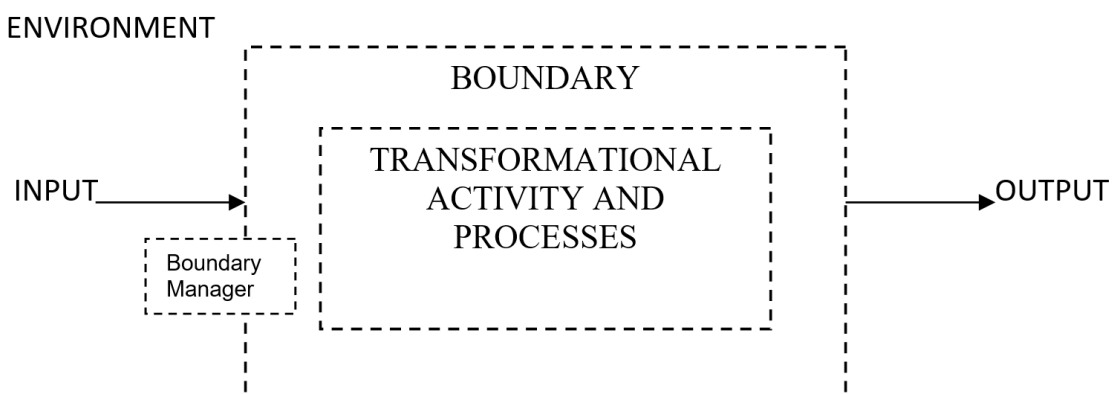 ENVIRONMENT
BOUNDARY
TRANSFORMATIONAL
ACTIVITY AND
PROCESSES
INPUT
OUTPUT
Boundary
Manager